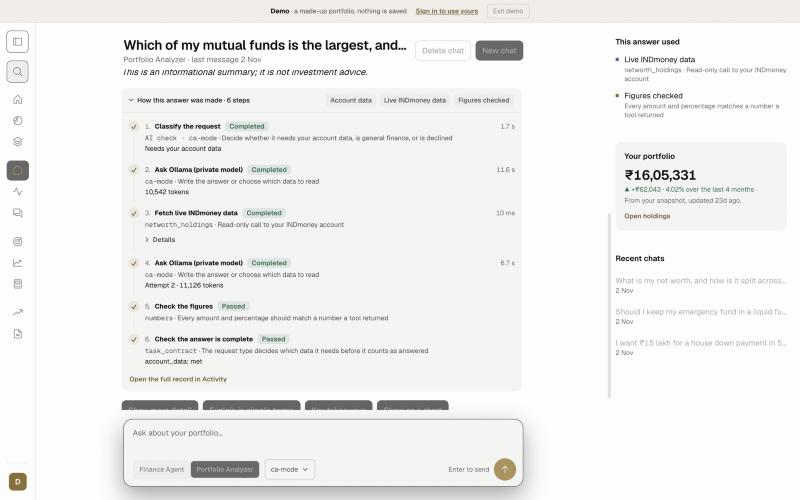 Demo · a made-up portfolio, nothing is saved Sign in to use yours Exit demo
Which of my mutual funds is the largest, and...
Portfolio Analyzer · last message 2 Nov
Delete chat
New chat
This is an informational summary; it is not investment advice.
How this answer was made · 6 steps
Account data
Live INDmoney data
Figures checked
1. Classify the request Completed 1.7 s
AI check · ca-mode · Decide whether it needs your account data, is general finance, or is declined
Needs your account data
2. Ask Ollama (private model) Completed 11.6 s
ca-mode · Write the answer or choose which data to read
10,542 tokens
3. Fetch live INDmoney data Completed 10 ms
networth_holdings · Read-only call to your INDmoney account
Details
4. Ask Ollama (private model) Completed 6.7 s
ca-mode · Write the answer or choose which data to read
Attempt 2 · 11,126 tokens
5. Check the figures Passed
numbers · Every amount and percentage should match a number a tool returned
6. Check the answer is complete Passed
task_contract · The request type decides which data it needs before it counts as answered
account_data: met
Open the full record in Activity
Ask about your portfolio...
Finance Agent
Portfolio Analyzer
ca-mode
Enter to send
D
This answer used
Live INDmoney data
networth_holdings · Read-only call to your INDmoney
account
Figures checked
Every amount and percentage matches a number a
tool returned
Your portfolio
₹16,05,331
▲ +₹62,043 · 4.02% over the last 4 months
From your snapshot, updated 23d ago.
Open holdings
Recent chats
What is my net worth, and how is it split across...
2 Nov
Should I keep my emergency fund in a liquid fu...
2 Nov
I want ₹15 lakh for a house down payment in 5...
2 Nov